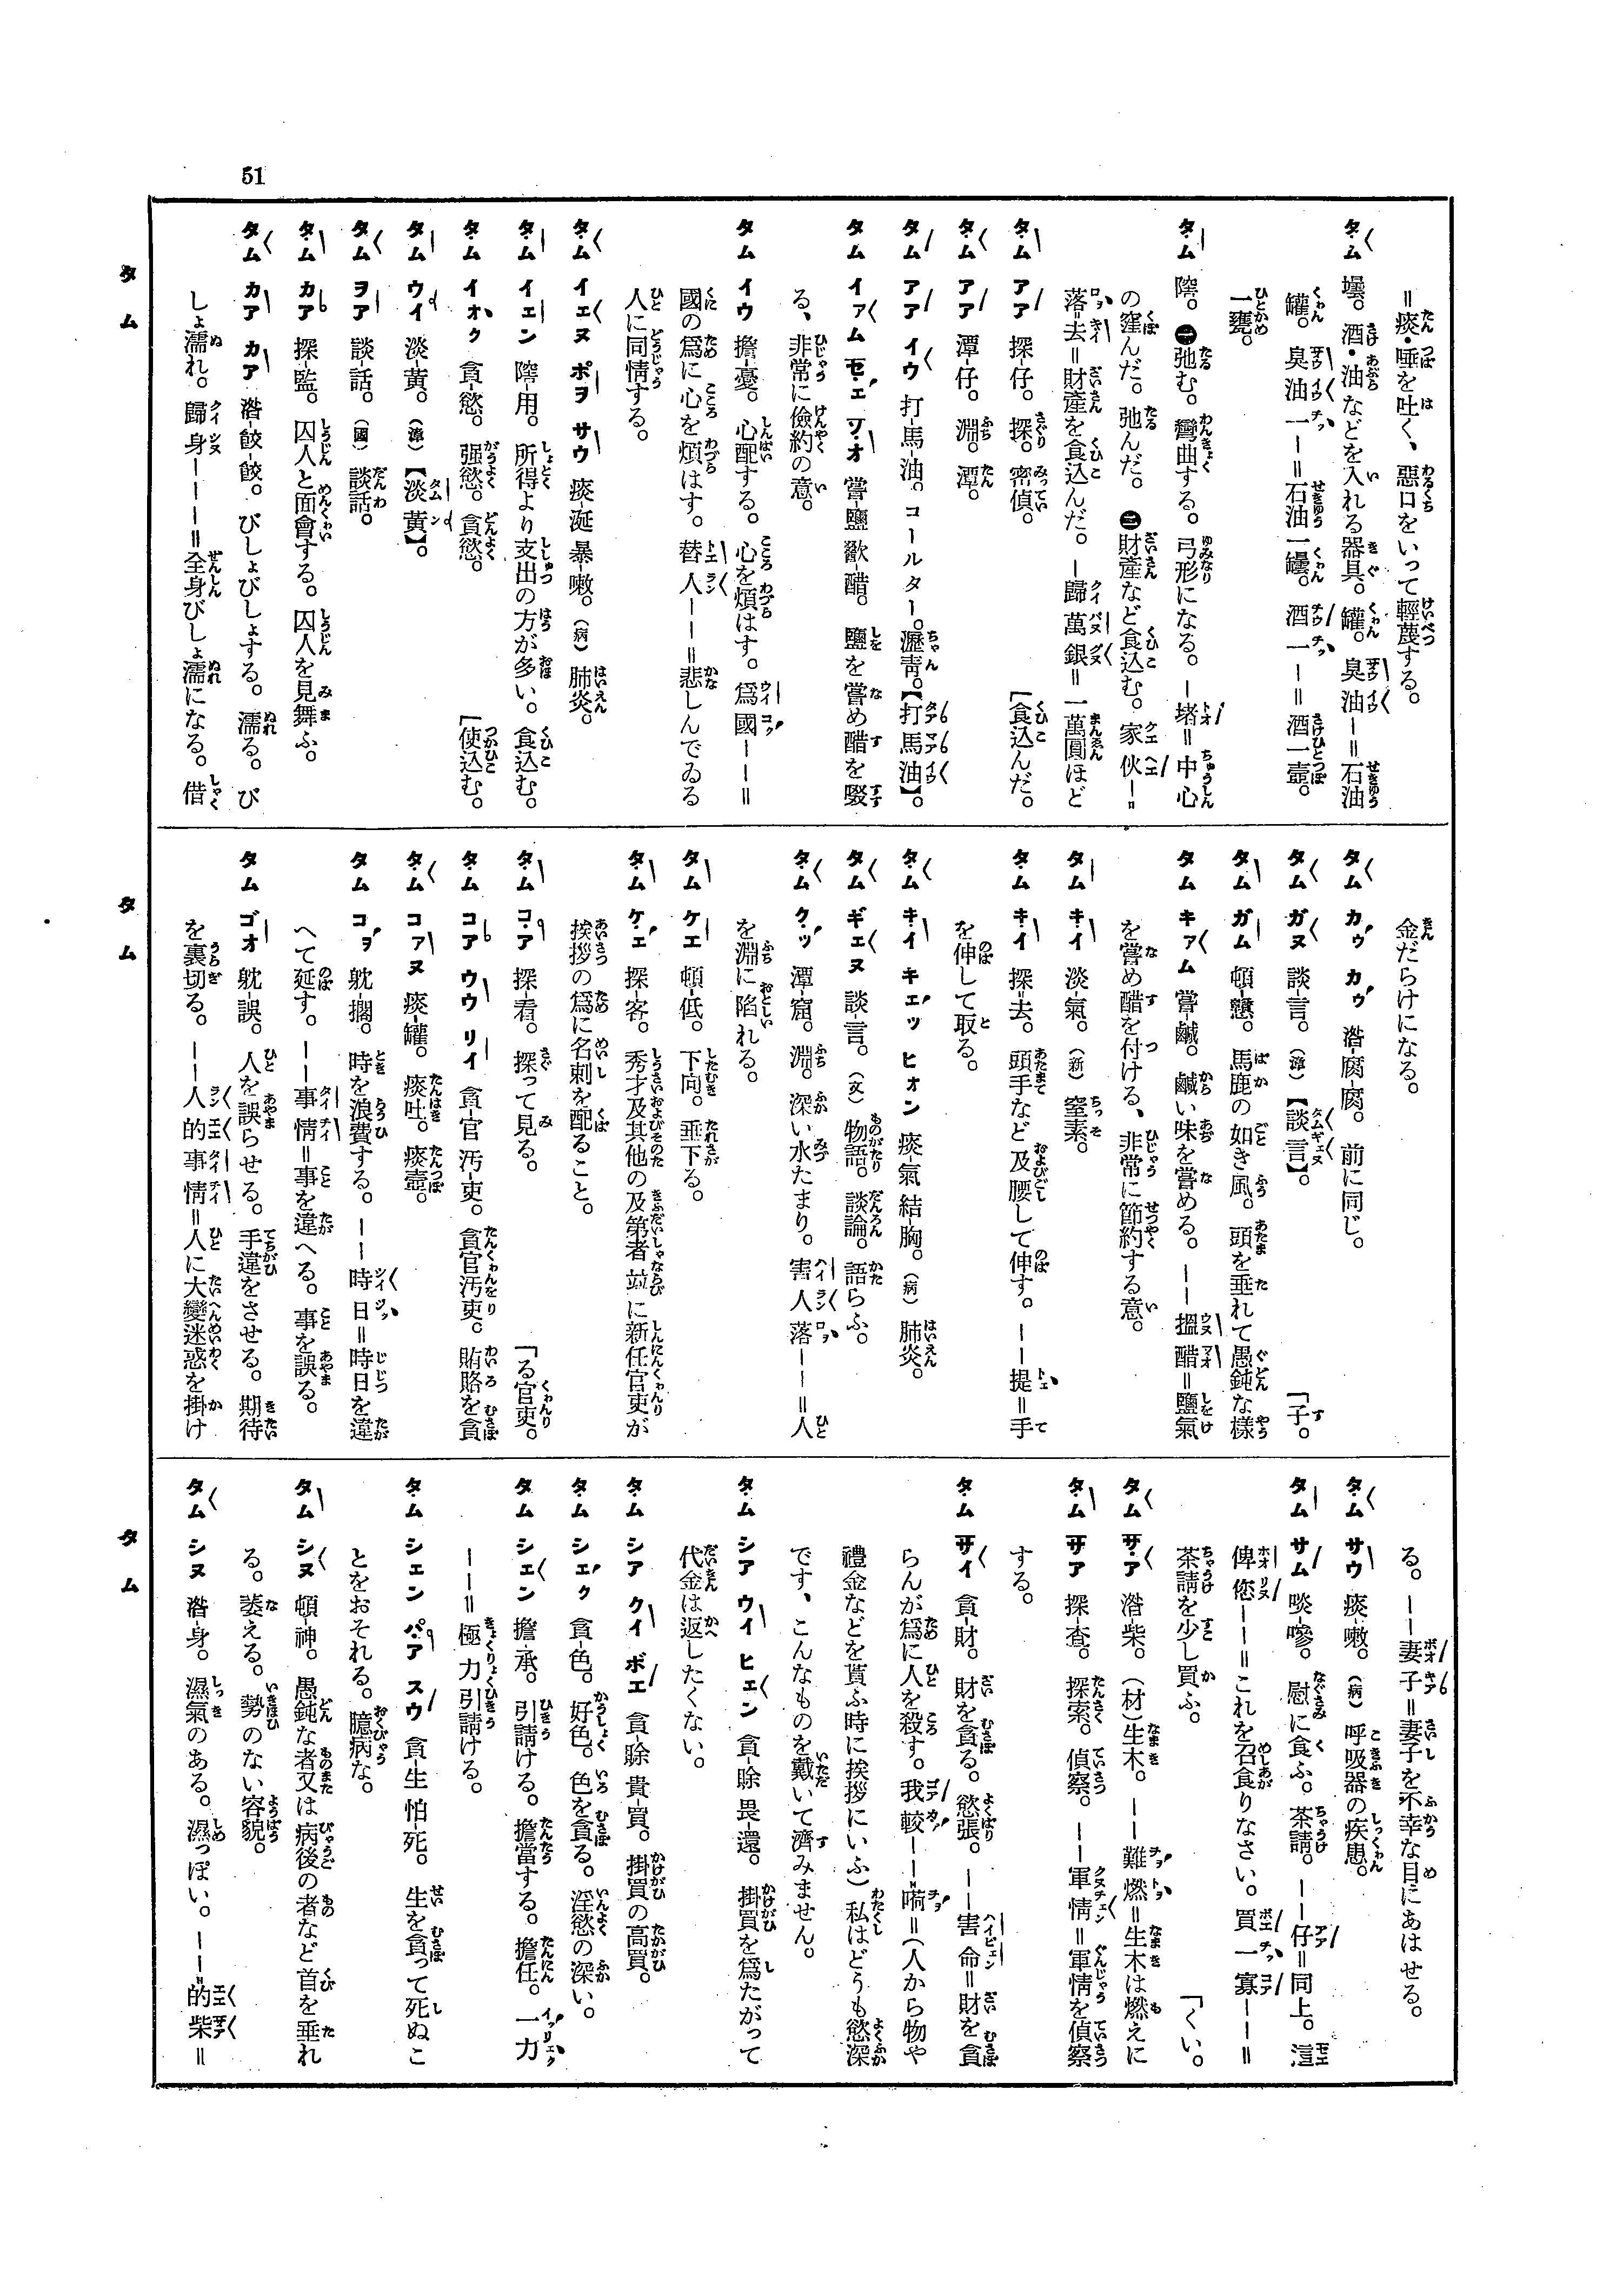 51
＝痰・唾を吐く、惡口をいって輕蔑する。
タム 壜。酒・油などを入れる器具。罐。臭油―＝石油
罐。臭油一―＝石油一罐。酒一―＝酒一壺。
一甕。
タム ㊀弛む。彎曲する。弓形になる。―堵＝中心
の窪んだ。弛んだ。㊁財產など食込む。家伙―＝
落去＝財產を食込んだ。―歸萬銀＝一萬圓ほど
「食込んだ。
タム アア 探-仔。探。密偵。
タム アア 潭-仔。淵。潭。
タム アア イウ 打-馬-油。コールター。瀝青。【打馬油】。
タム イアム セエ ソオ 嘗-鹽 歠-醋。鹽を嘗め醋を啜
る、非常に儉約の意。
タム イウ 擔-憂。心配する。心を煩はす。爲國――＝
國の爲に心を煩はす。替人――＝悲しんでゐる
人に同情する。
タム イエヌ ポヲ サウ 痰-涎 暴-嗽。（病）肺炎。
タム イエン 用。所得より支出の方が多い。食込む。
「使込む。
タム イオク 貪-慾。强慾。貪慾。
タム ウイ 淡-黃。（漳）【淡黃】。
タム ヲア 談-話。（國）談話。
タム カア 探-監。囚人と面會する。囚人を見舞ふ。
タム カア カア 餃-餃。びしょびしょする。濡る。び
しょ濡れ。歸身―――＝全身びしょ濡になる。借
金だらけになる。
タム カウ カウ 腐-腐。前に同じ。
タム ガヌ 談-言。（漳）【談言】。
「子。
タム ガム 頓-戇。馬鹿の如き風。頭を垂れて愚鈍な樣
タム キアム 嘗-鹹。鹹い味を嘗める。――搵醋＝鹽氣
を嘗め醋を付ける、非常に節約する意。
タム キイ 淡氣。（新）窒素。
タム キイ 探-去。頭手など及腰して伸す。――提＝手
を伸して取る。
タム キイ キエッ ヒオン 痰-氣 結-胸。（病）肺炎。
タム ギエヌ 談-言。（文）物語。談論。語らふ。
タム クッ 潭-窟。淵。深い水たまり。害人落――＝人
を淵に陷れる。
タム ケエ 頓-低。下向。垂下る。
タム ケエ 探-客。秀才及其他の及第者並に新任官吏が
挨拶の爲に名刺を配ること。
タム コア 探-看。探って見る。
「る官吏。
タム コア ウウ リイ 貪-官 汚-吏。貪官汚吏。賄賂を貪
タム コアヌ 痰-罐。痰吐。痰壺。
タム コヲ 躭-擱。時を浪費する。――時日＝時日を違
へて延す。――事情＝事を違へる。事を誤る。
タム ゴオ 躭-誤。人を誤らせる。手違をさせる。期待
を裏切る。――人的事情＝人に大變迷惑を掛け
る。――妻子＝妻子を不幸な目にあはせる。
タム サウ 痰-嗽。（病）呼吸器の疾患。
タム サム 啖-嘇。慰に食ふ。茶請。――仔＝同上。這
俾您――＝これを召食りなさい。買一寡――＝
茶請を少し買ふ。
「くい。
タム サア 柴。（材）生木。――難燃＝生木は燃えに
タム サア 探-查。探索。偵察。――軍情＝軍情を偵察
する。
タム サイ 貪-財。財を貪る。慾張。――害命＝財を貪
らんが爲に人を殺す。我較――嗬＝（人から物や
禮金などを貰ふ時に挨拶にいふ）私はどうも慾深
です、こんなものを戴いて濟みません。
タム シア ウイ ヒエン 貪-賒 畏-還。掛買を爲たがって
代金は返したくない。
タム シア クイ ボエ 貪-賒 貴-買。掛買の高買。
タム シエク 貪-色。好色。色を貪る。淫慾の深い。
タム シエン 擔-承。引請ける。擔當する。擔任。一力
――＝極力引請ける。
タム シエン パア スウ 貪-生 怕-死。生を貪って死ぬこ
とをおそれる。臆病な。
タム シヌ 頓-神。愚鈍な者又は病後の者など首を垂れ
る。萎える。勢のない容貌。
タム シヌ 身。濕氣のある。濕っぽい。――的柴＝
タム
タム
タム